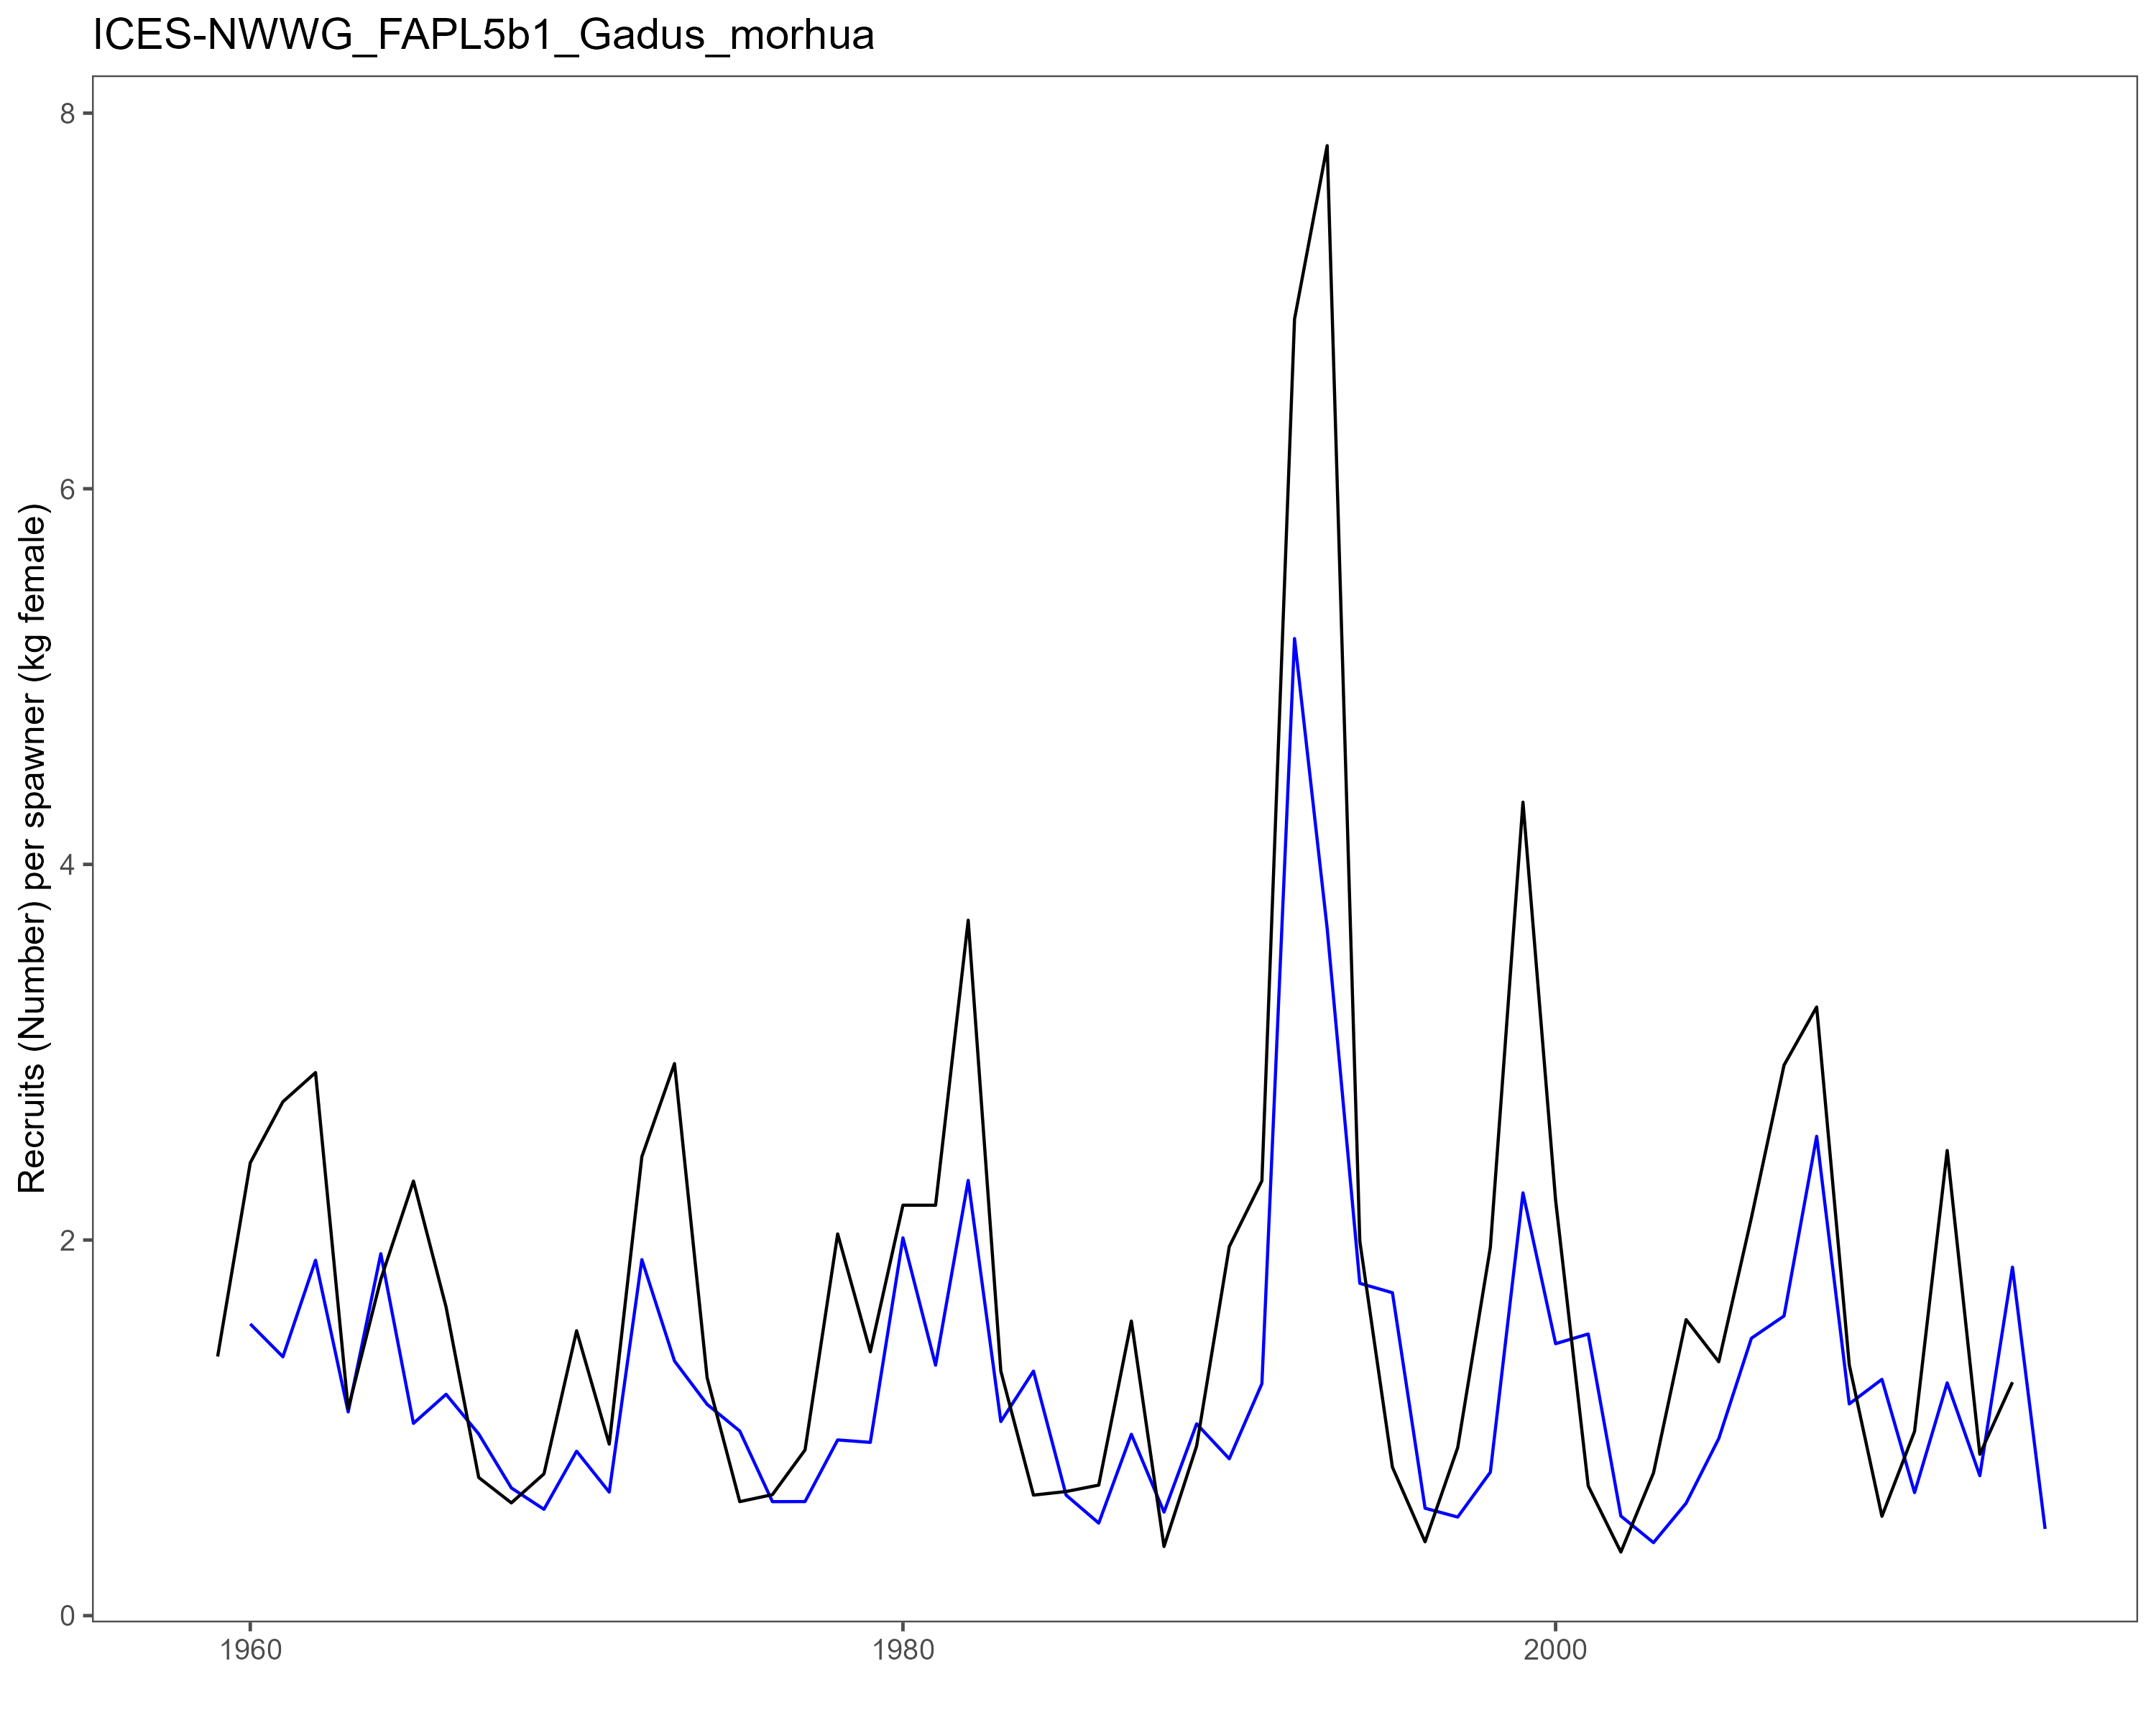 ICES-NWWG_FAPL5b1_Gadus_morhua
Recruits (Number) per spawner (kg female)
8
6
4
2
0
1960 1980 2000